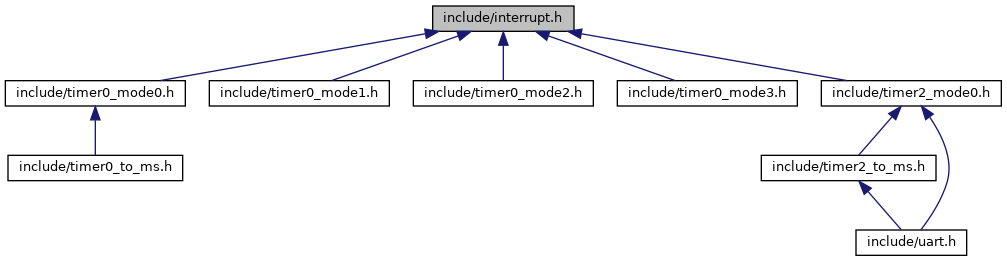 include/interrupt.h
include/timer0_mode0.h
include/timer0_mode1.h
include/timer0_mode2.h
include/timer0_mode3.h
include/timer2_mode0.h
include/timer0_to_ms.h
include/timer2_to_ms.h
include/uart.h